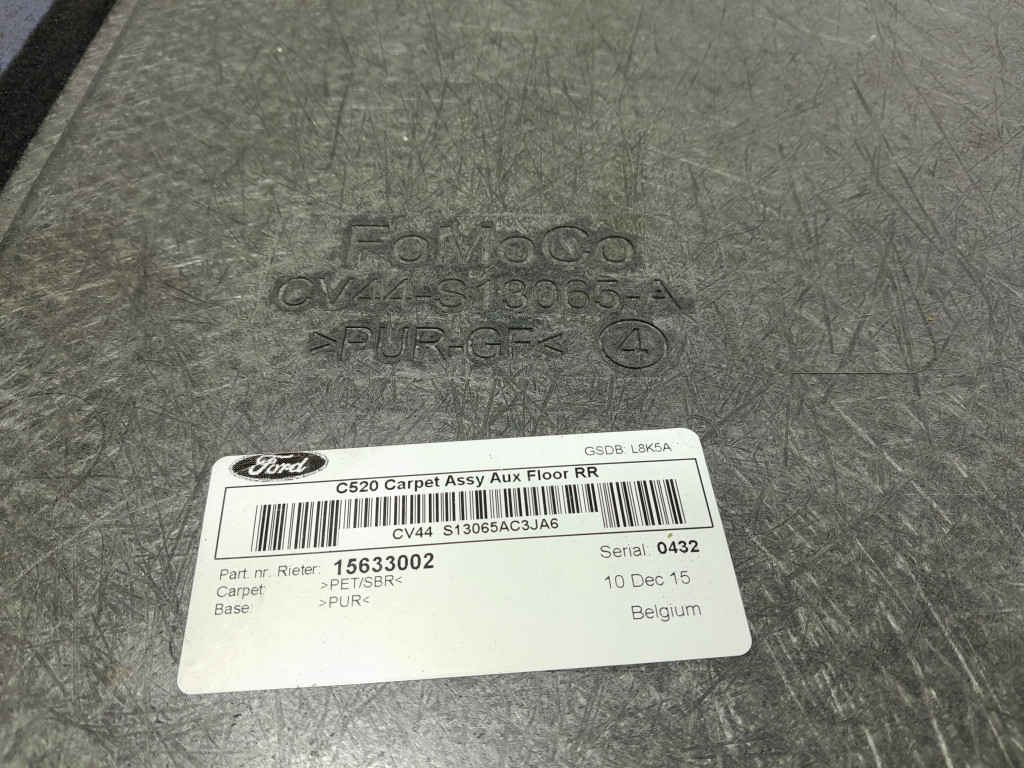 FoMoCo
CV44-S13065-A
>PUR-GF< 4
Ford
GSDB: L8K5A
C520 Carpet Assy Aux Floor RR
CV44 S13065AC3JA6
Part. nr. Rieter: 15633002
Serial: 0432
Carpet: >PET/SBR<
10 Dec 15
Base: >PUR<
Belgium